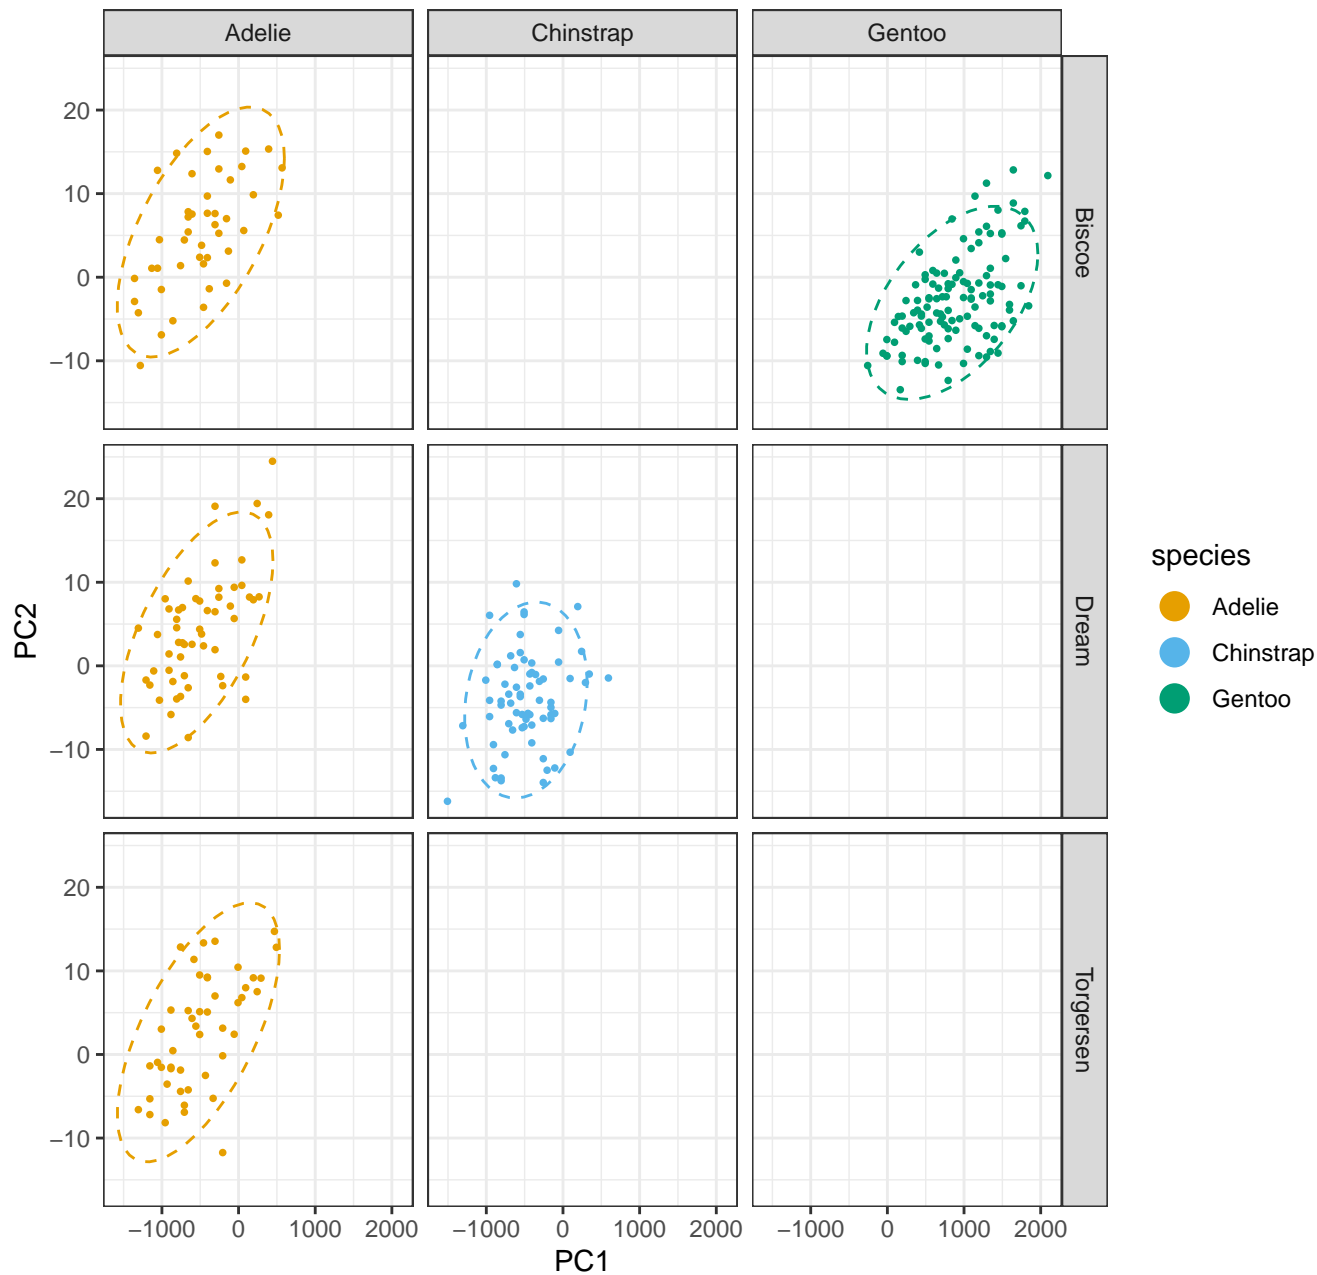 Adelie Chinstrap Gentoo
20
10
0
−10
Biscoe
20
10
0
−10
Dream
20
10
0
−10
Torgersen
−1000 0 1000 2000 −1000 0 1000 2000 −1000 0 1000 2000
PC1
PC2
species
Adelie
Chinstrap
Gentoo